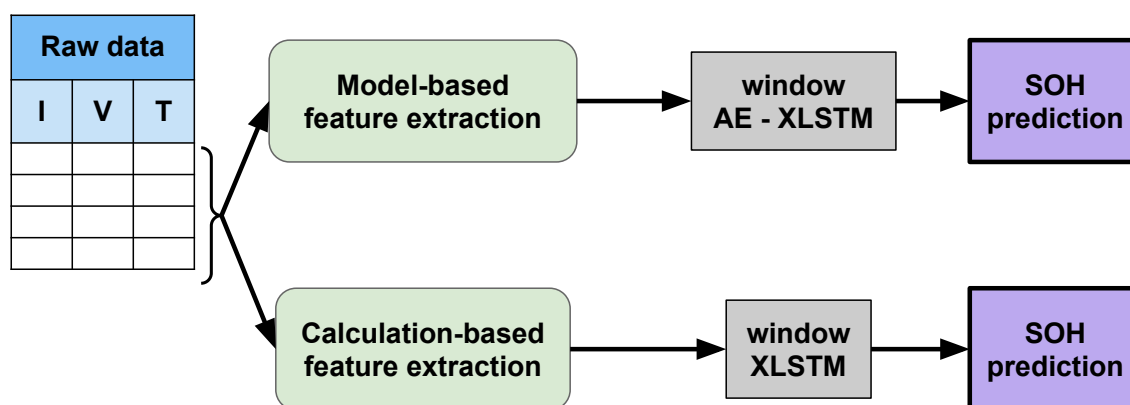 Raw data
I V T
Model-based
feature extraction
window
AE - XLSTM
SOH
prediction
Calculation-based
feature extraction
window
XLSTM
SOH
prediction